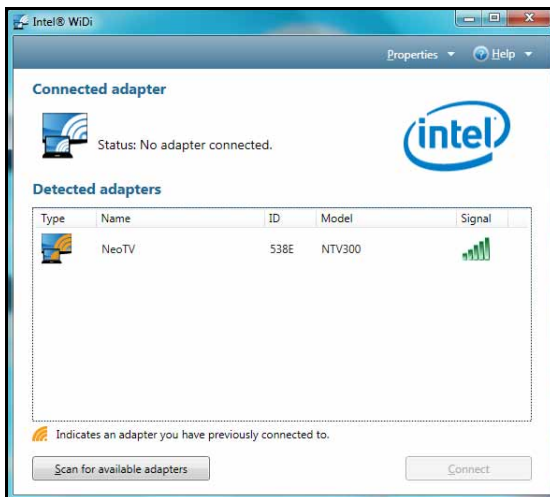 Intel® WiDi
Properties Help
Connected adapter
Status: No adapter connected.
intel
Detected adapters
Type Name ID Model Signal
NeoTV 538E NTV300
Indicates an adapter you have previously connected to.
Scan for available adapters Connect